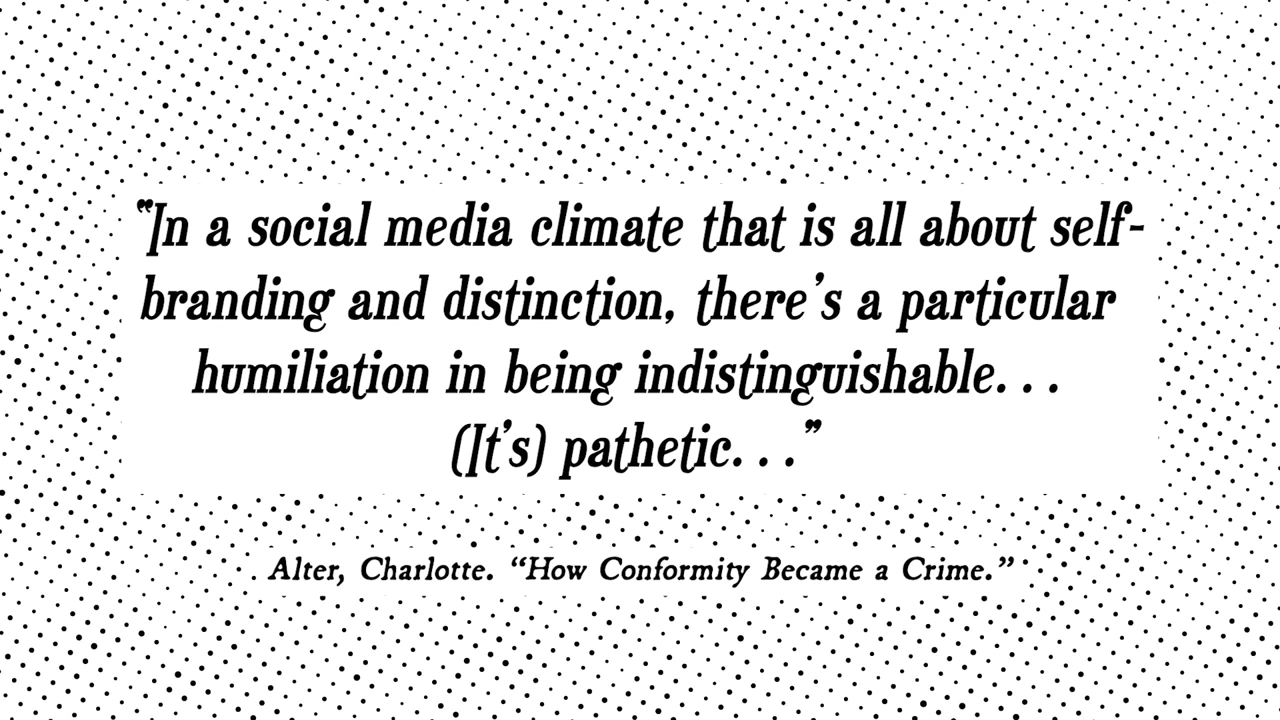 “In a social media climate that is all about self-
branding and distinction, there’s a particular
humiliation in being indistinguishable. . .
(It’s) pathetic. . .”
Alter, Charlotte. “How Conformity Became a Crime.”